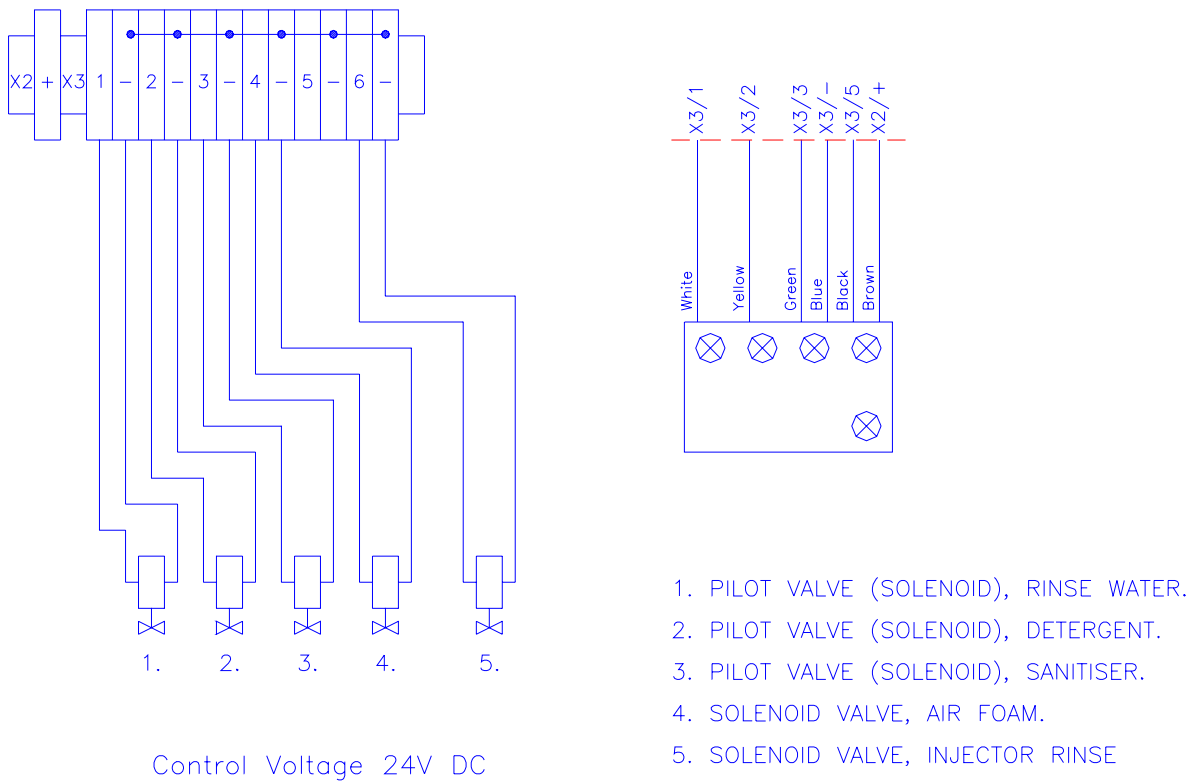 X2 + X3 1 - 2 - 3 - 4 - 5 - 6 -
X3/1
X3/2
X3/3
X3/-
X3/5
X2/+
White
Yellow
Green
Blue
Black
Brown
1. 2. 3. 4. 5.
1. PILOT VALVE (SOLENOID), RINSE WATER.
2. PILOT VALVE (SOLENOID), DETERGENT.
3. PILOT VALVE (SOLENOID), SANITISER.
4. SOLENOID VALVE, AIR FOAM.
5. SOLENOID VALVE, INJECTOR RINSE
Control Voltage 24V DC